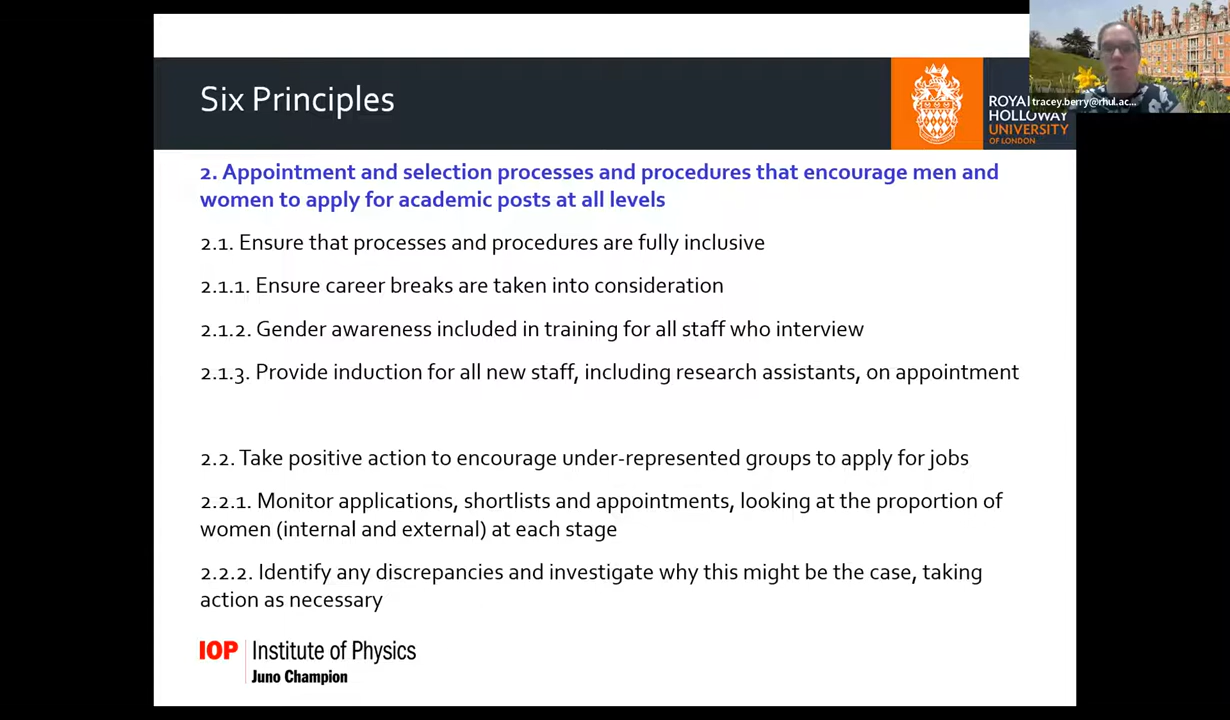 Six Principles
ROYAL
HOLLOWAY
UNIVERSITY
OF LONDON
tracey.berry@rhul.ac...
2. Appointment and selection processes and procedures that encourage men and
women to apply for academic posts at all levels
2.1. Ensure that processes and procedures are fully inclusive
2.1.1. Ensure career breaks are taken into consideration
2.1.2. Gender awareness included in training for all staff who interview
2.1.3. Provide induction for all new staff, including research assistants, on appointment
2.2. Take positive action to encourage under-represented groups to apply for jobs
2.2.1. Monitor applications, shortlists and appointments, looking at the proportion of
women (internal and external) at each stage
2.2.2. Identify any discrepancies and investigate why this might be the case, taking
action as necessary
IOP Institute of Physics
Juno Champion